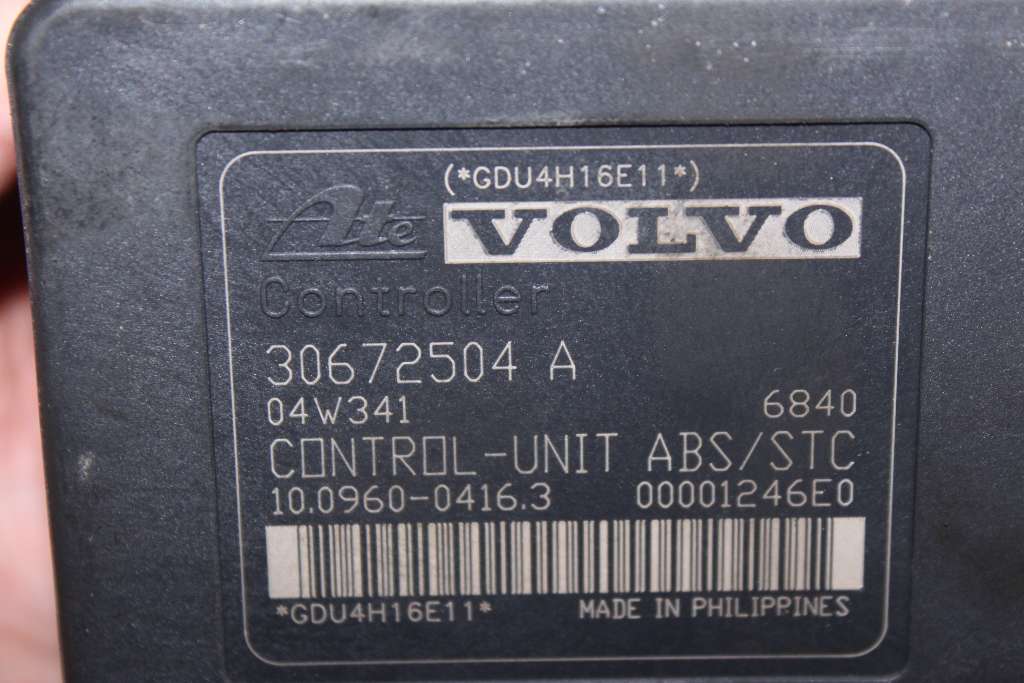 (*GDU4H16E11*)
Ate VOLVO
Controller
30672504 A
04W341 6840
CONTROL-UNIT ABS/STC
10.0960-0416.3 00001246E0
*GDU4H16E11* MADE IN PHILIPPINES